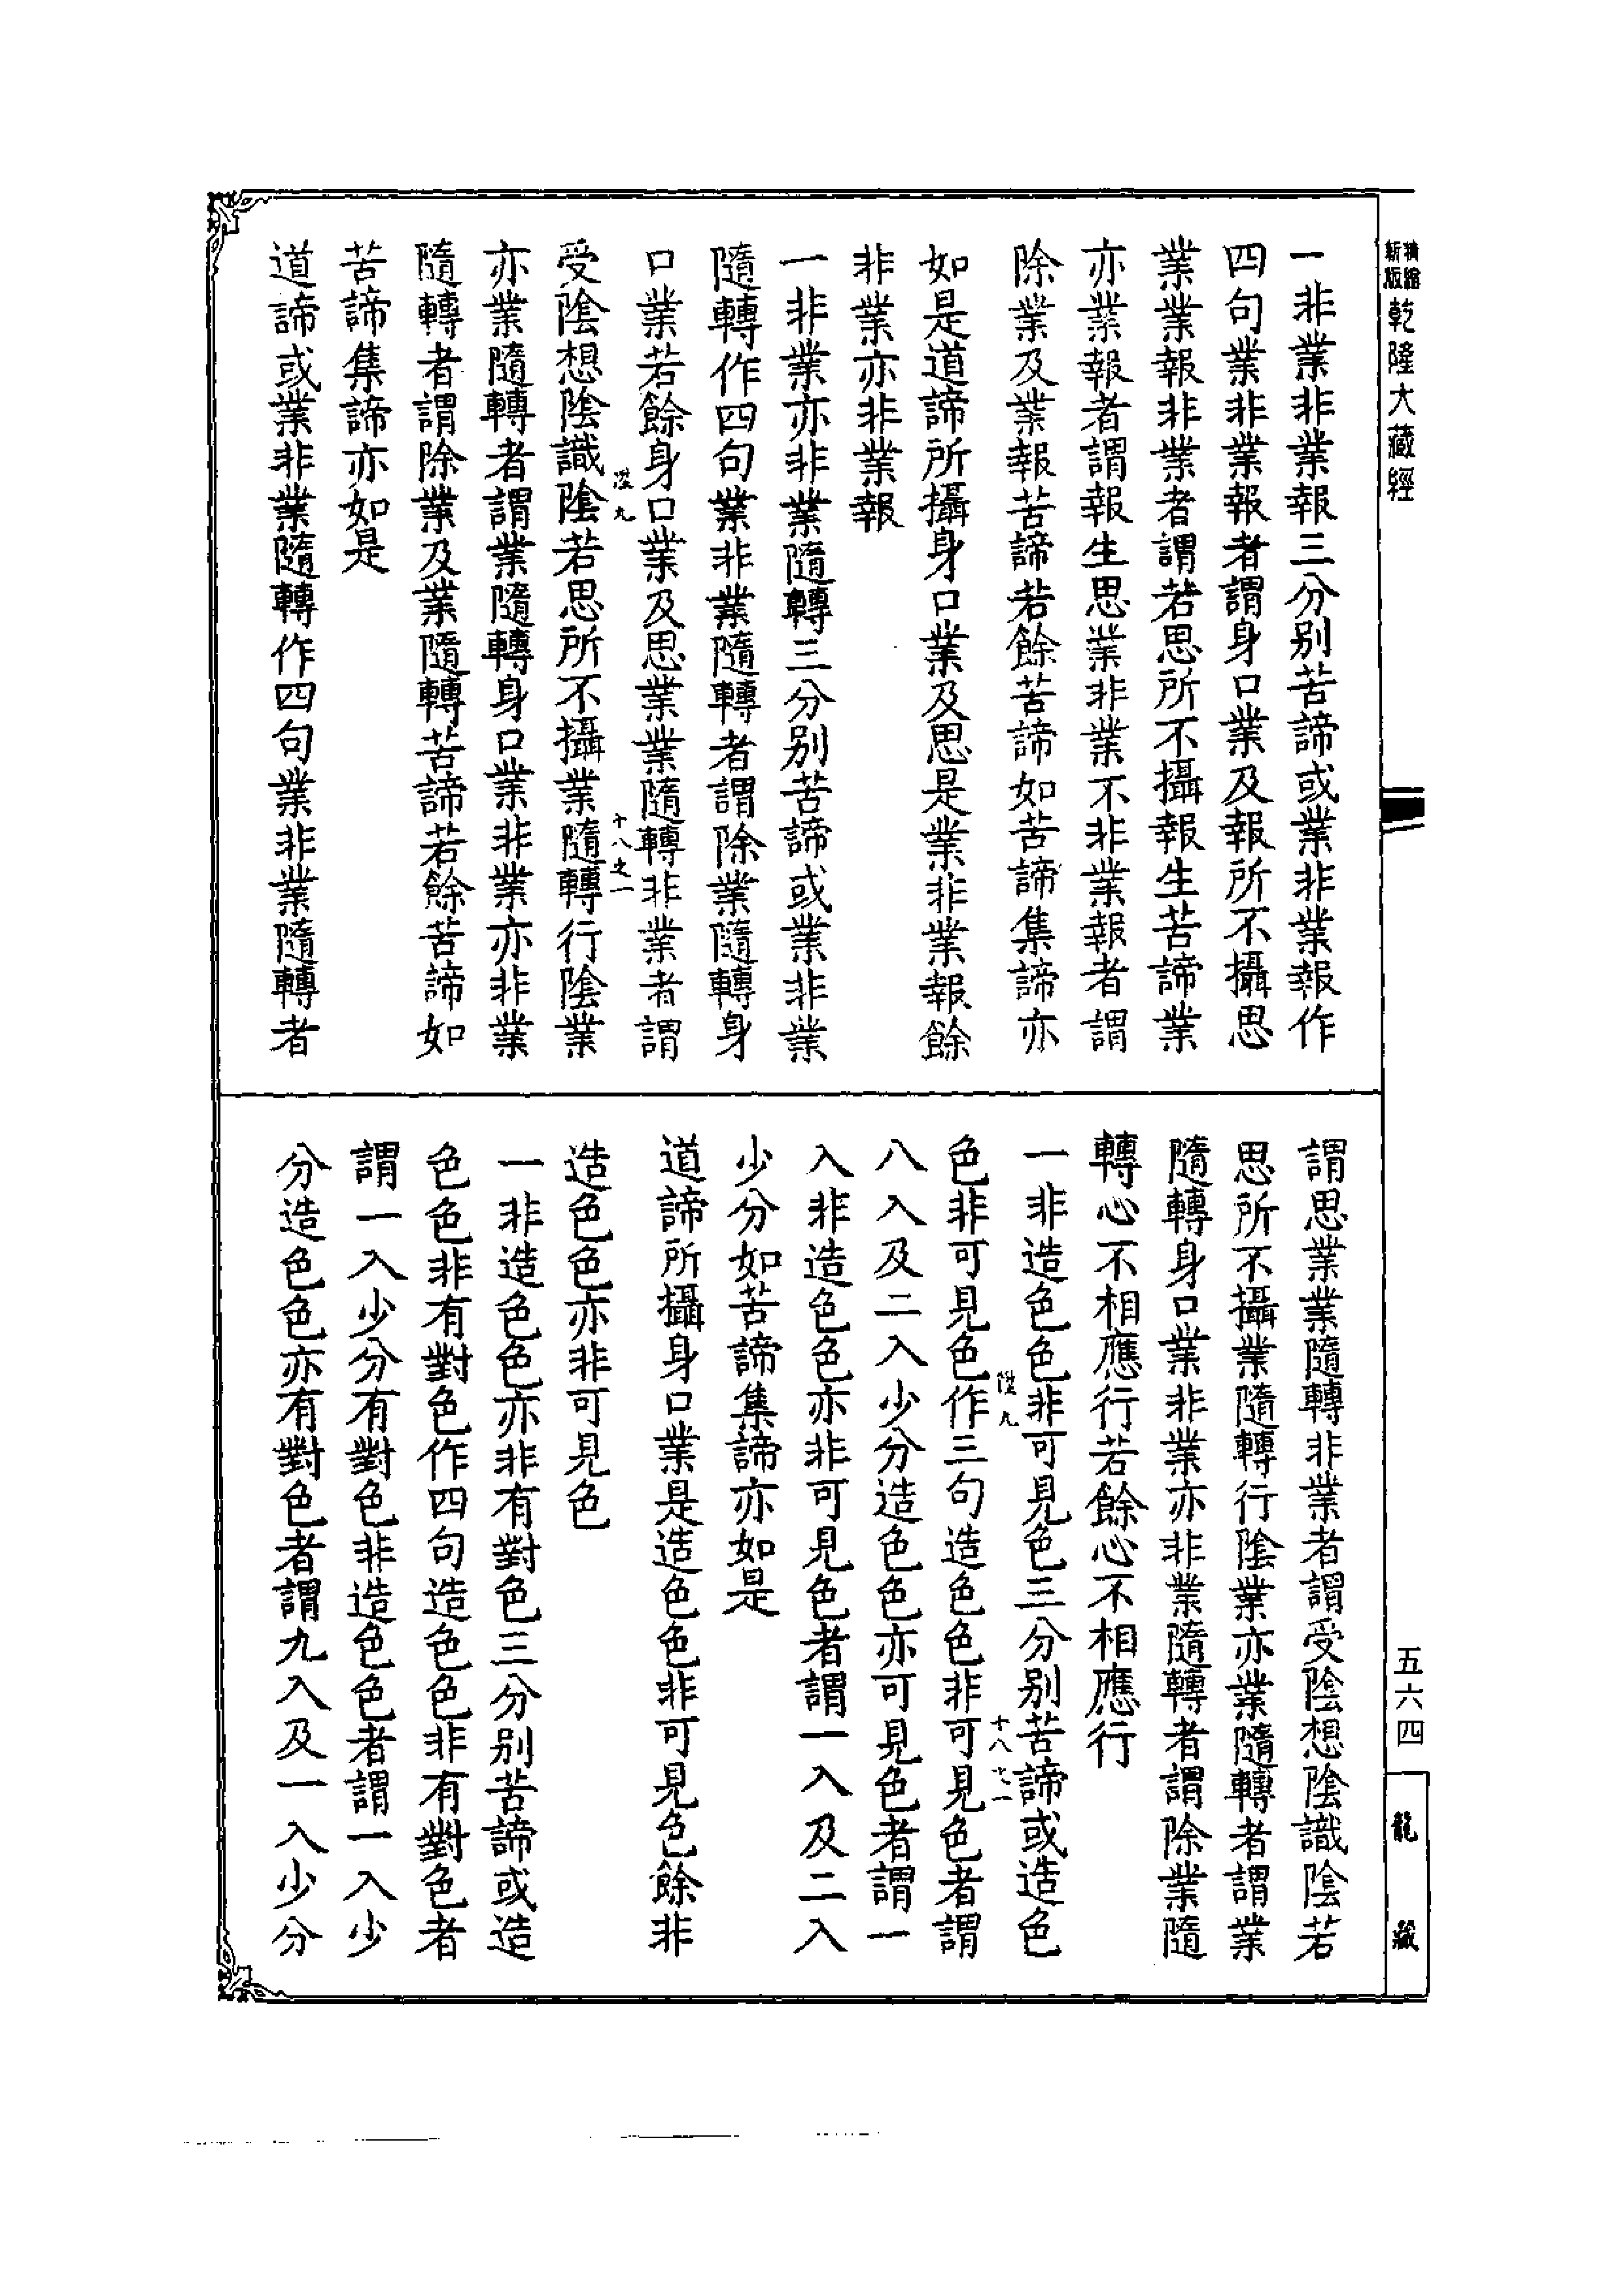 精縮新版乾隆大藏經
一非業非業報三分別苦諦或業非業報作
四句業非業報者謂身口業及報所不攝思
業業報非業者謂若思所不攝報生苦諦業
亦業報者謂報生思業非業不非業報者謂
除業及業報苦諦若餘苦諦如苦諦集諦亦
如是道諦所攝身口業及思是業非業報餘
非業亦非業報
一非業亦非業隨轉三分別苦諦或業非業
隨轉作四句業非業隨轉者謂除業隨轉身
口業若餘身口業及思業業隨轉非業者謂
陞九 十八之一
受陰想陰識陰若思所不攝業隨轉行陰業
亦業隨轉者謂業隨轉身口業非業亦非業
隨轉者謂除業及業隨轉苦諦若餘苦諦如
苦諦集諦亦如是
道諦或業非業隨轉作四句業非業隨轉者
謂思業業隨轉非業者謂受陰想陰識陰若
思所不攝業隨轉行陰業亦業隨轉者謂業
隨轉身口業非業亦非業隨轉者謂除業隨
轉心不相應行若餘心不相應行
一非造色色非可見色三分別苦諦或造色
陞九 十八之一
色非可見色作三句造色色非可見色者謂
八入及二入少分造色色亦可見色者謂一
入非造色色亦非可見色者謂一入及二入
少分如苦諦集諦亦如是
道諦所攝身口業是造色色非可見色餘非
造色色亦非可見色
一非造色色亦非有對色三分別苦諦或造
色色非有對色作四句造色色非有對色者
謂一入少分有對色非造色色者謂一入少
分造色色亦有對色者謂九入及一入少分
五六四
龍藏